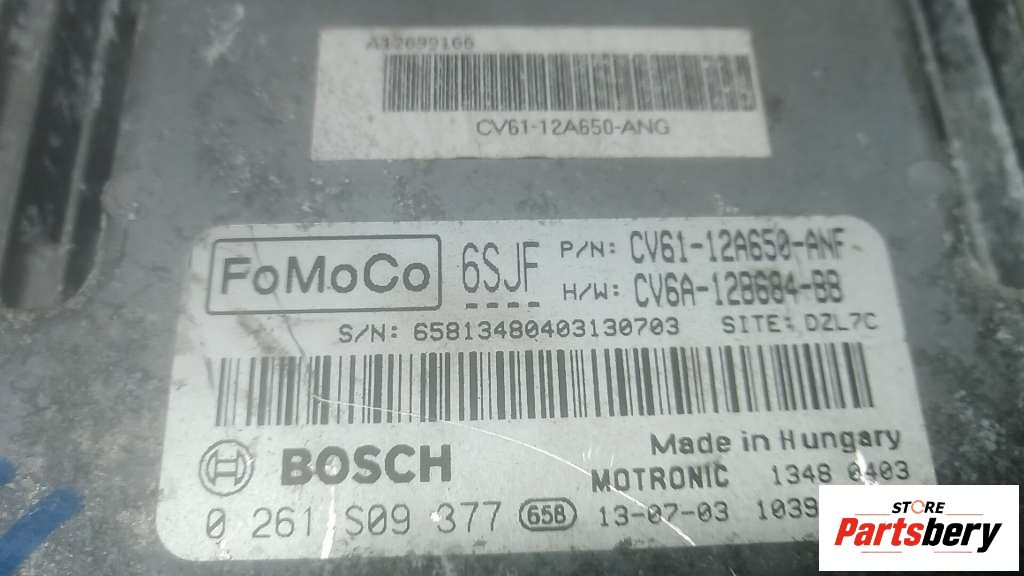 A12699166
CV61-12A650-ANG
FoMoCo 6SJF P/N: CV61-12A650-ANF
H/W: CV6A-12B684-BB
S/N: 65813480403130703 SITE: DZL7C
Made in Hungary
BOSCH MOTRONIC 1348 0403
0 261 S09 377 658 13-07-03 1039
STORE
Partsbery